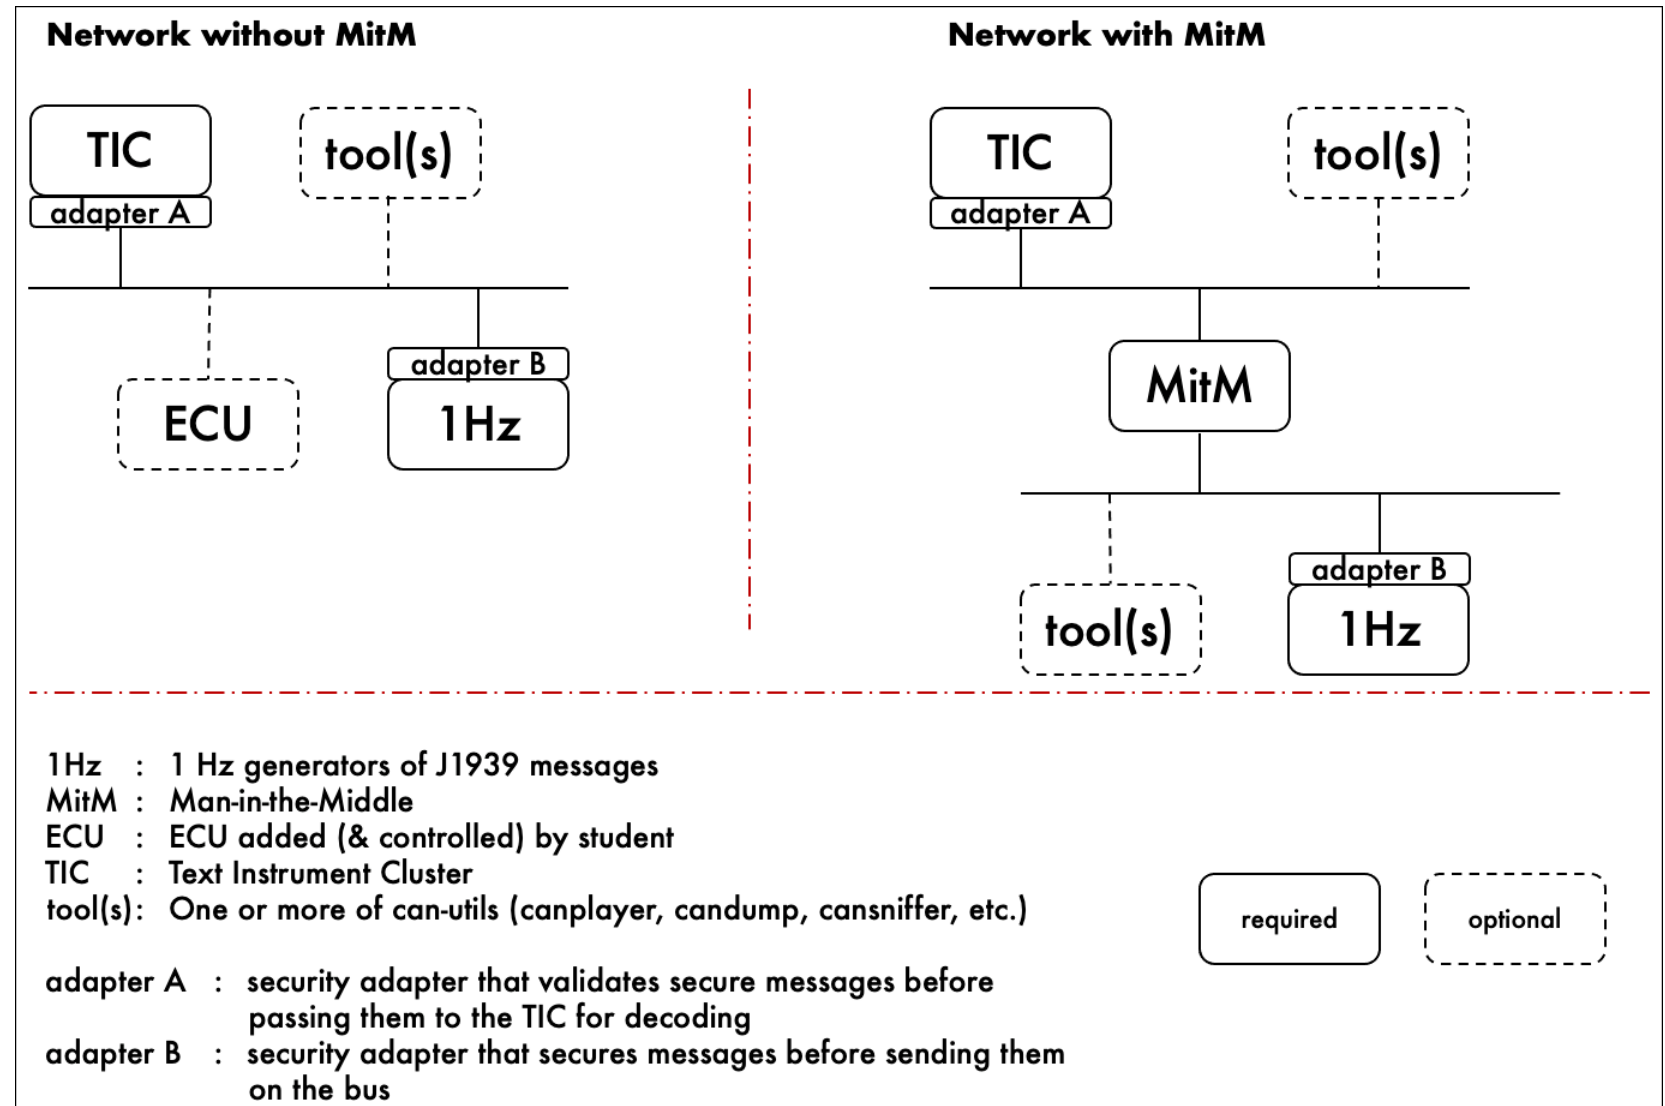 Network without MitM
TIC
adapter A
tool(s)
ECU
adapter B
1Hz
Network with MitM
TIC
adapter A
tool(s)
MitM
tool(s)
adapter B
1Hz
1Hz : 1 Hz generators of J1939 messages
MitM : Man-in-the-Middle
ECU : ECU added (& controlled) by student
TIC : Text Instrument Cluster
tool(s): One or more of can-utils (canplayer, candump, cansniffer, etc.)
required
optional
adapter A : security adapter that validates secure messages before
passing them to the TIC for decoding
adapter B : security adapter that secures messages before sending them
on the bus